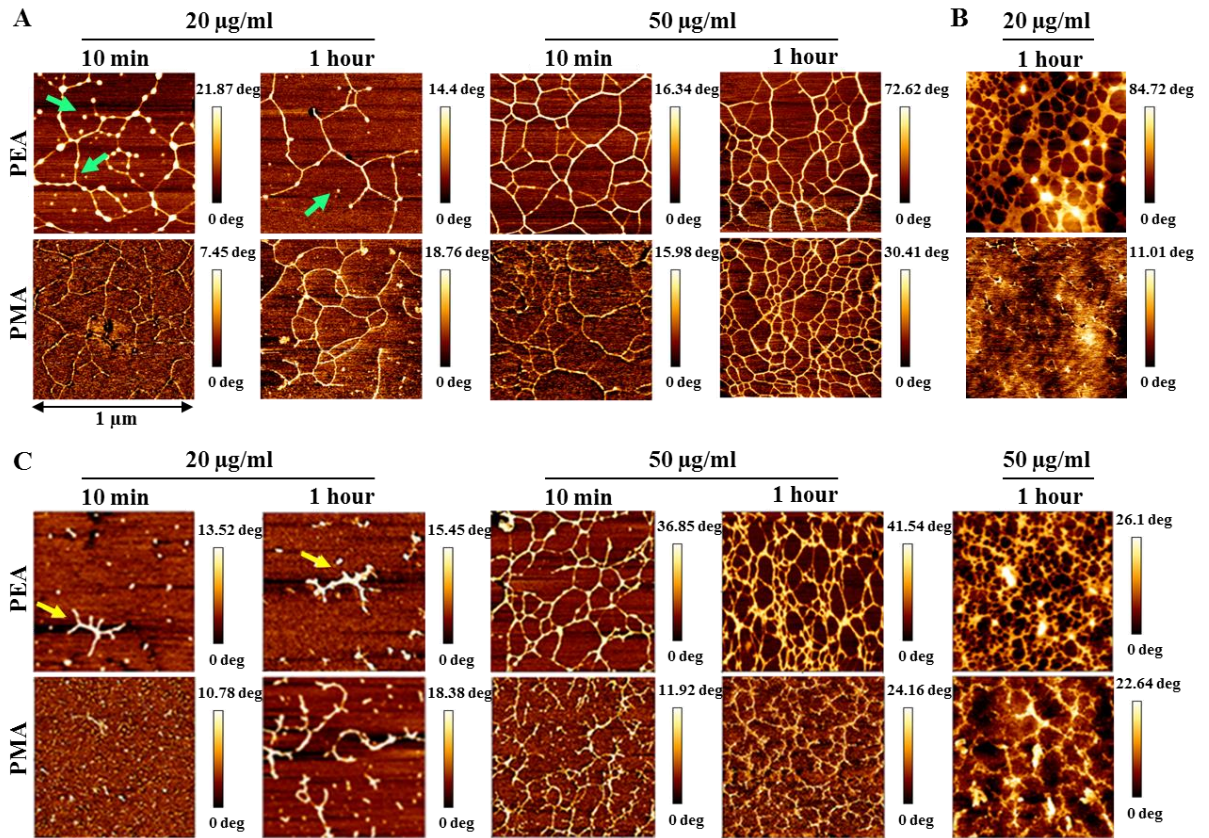 A 20 µg/ml 50 µg/ml B 20 µg/ml
10 min 1 hour 10 min 1 hour 1 hour
PEA 21.87 deg 14.4 deg 16.34 deg 72.62 deg 84.72 deg
0 deg 0 deg 0 deg 0 deg 0 deg
PMA 7.45 deg 18.76 deg 15.98 deg 30.41 deg 11.01 deg
0 deg 0 deg 0 deg 0 deg 0 deg
1 µm
C 20 µg/ml 50 µg/ml 50 µg/ml
10 min 1 hour 10 min 1 hour 1 hour
PEA 13.52 deg 15.45 deg 36.85 deg 41.54 deg 26.1 deg
0 deg 0 deg 0 deg 0 deg 0 deg
PMA 10.78 deg 18.38 deg 11.92 deg 24.16 deg 22.64 deg
0 deg 0 deg 0 deg 0 deg 0 deg